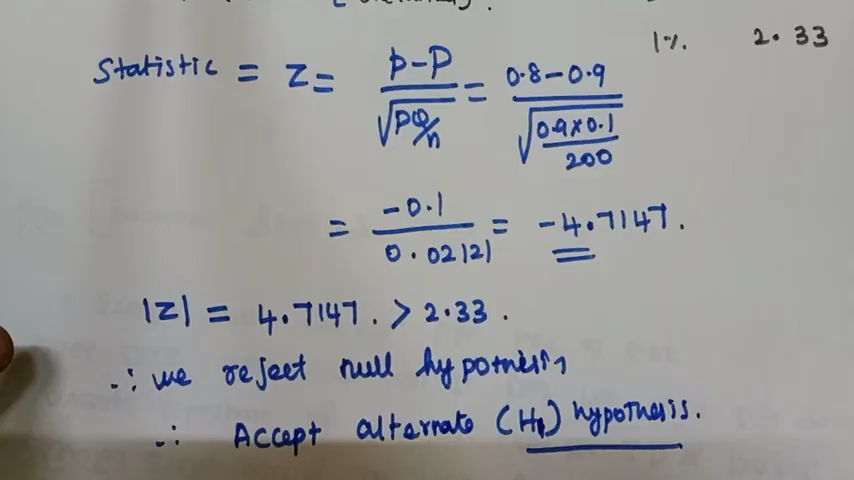 1%. 2.33
Statistic = Z = p-P / √PQ/n = 0.8-0.9 / √0.9×0.1/200
= -0.1 / 0.02121 = -4.7147.
|Z| = 4.7147. > 2.33.
∴ we reject null hypothesis
∴ Accept alternate (H1) hypothesis.